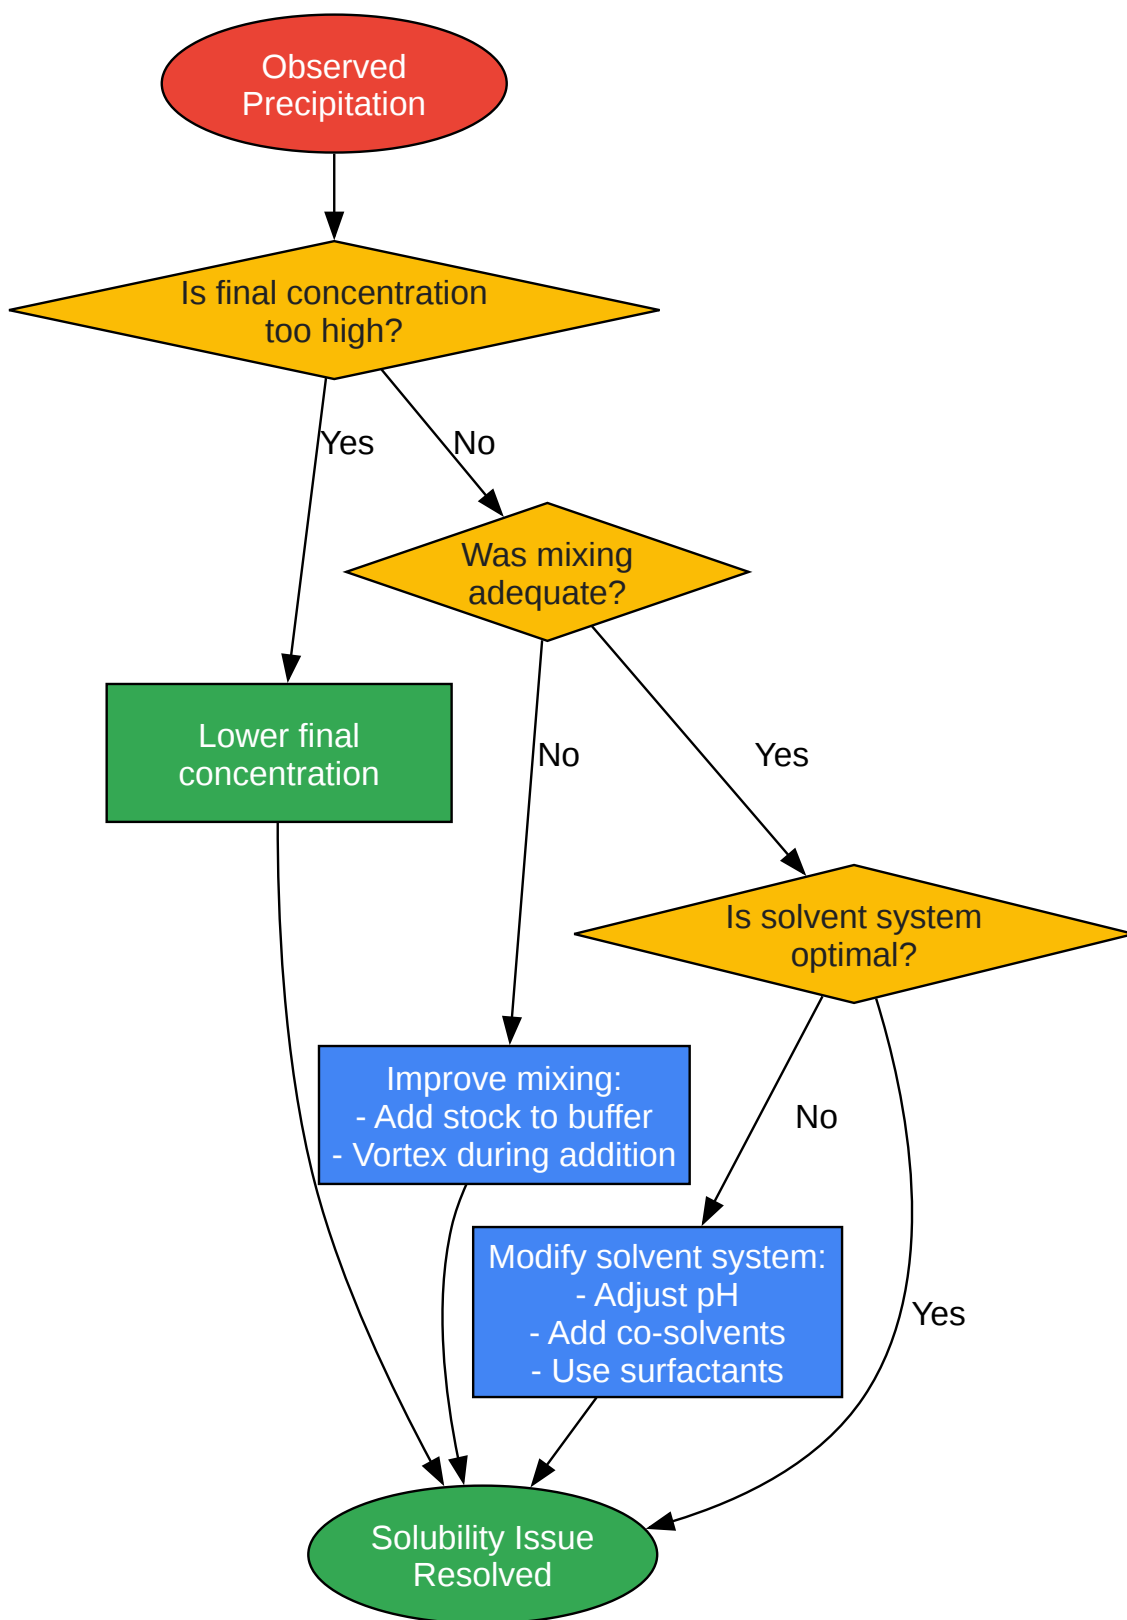 Observed
Precipitation
Is final concentration
too high?
Yes
No
Was mixing
adequate?
Lower final
concentration
No
Yes
Is solvent system
optimal?
Improve mixing:
- Add stock to buffer
- Vortex during addition
No
Modify solvent system:
- Adjust pH
- Add co-solvents
- Use surfactants
Yes
Solubility Issue
Resolved